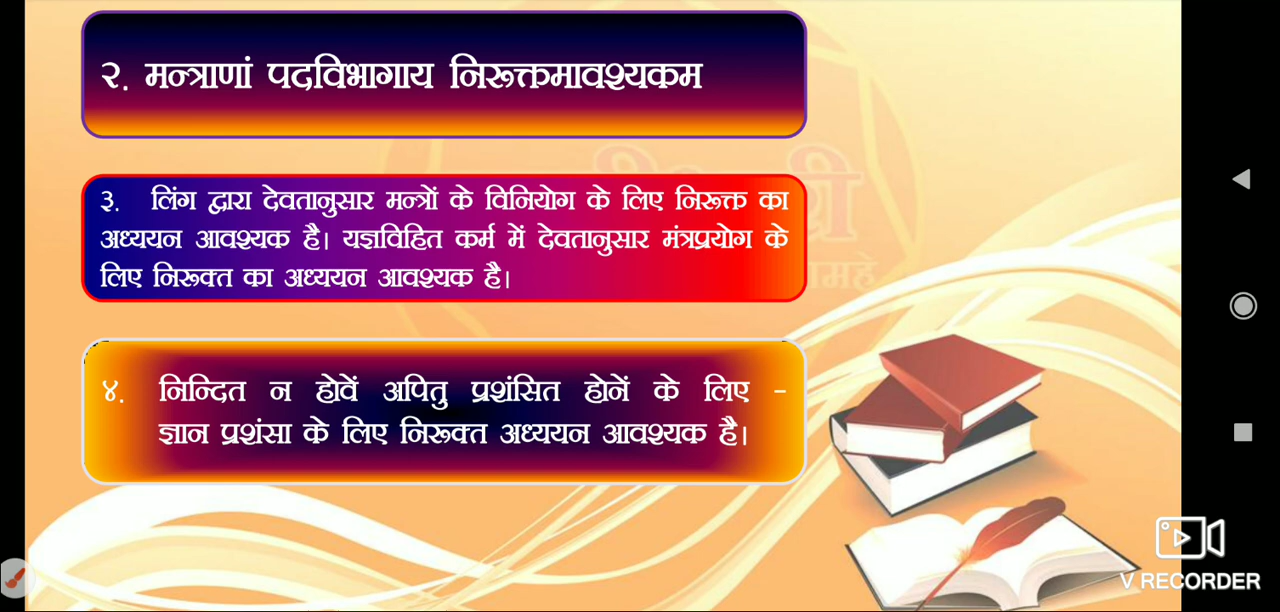 २. मन्त्राणां पदविभागाय निरूक्तमावश्यकम
३. लिंग द्वारा देवतानुसार मन्त्रों के विनियोग के लिए निरूक्त का
अध्ययन आवश्यक है। यज्ञविहित कर्म में देवतानुसार मंत्रप्रयोग के
लिए निरूक्त का अध्ययन आवश्यक है।
४. निन्दित न होवें अपितु प्रशंसित होनें के लिए -
ज्ञान प्रशंसा के लिए निरूक्त अध्ययन आवश्यक है।
V RECORDER